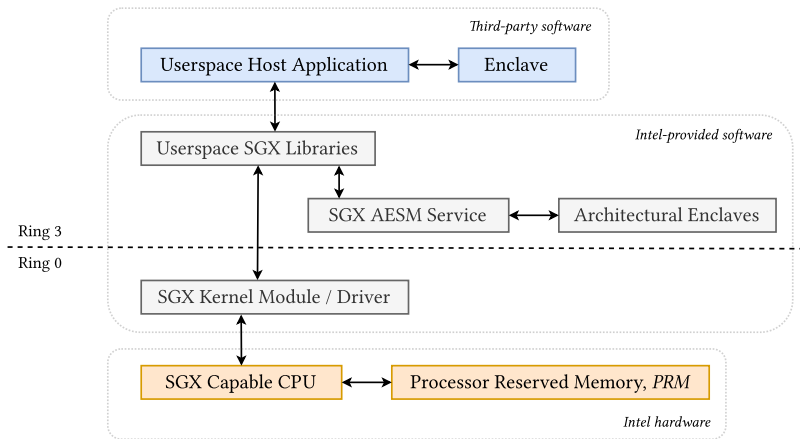 Third-party software
Userspace Host Application
Enclave
Intel-provided software
Userspace SGX Libraries
SGX AESM Service
Architectural Enclaves
Ring 3
Ring 0
SGX Kernel Module / Driver
SGX Capable CPU
Processor Reserved Memory, PRM
Intel hardware